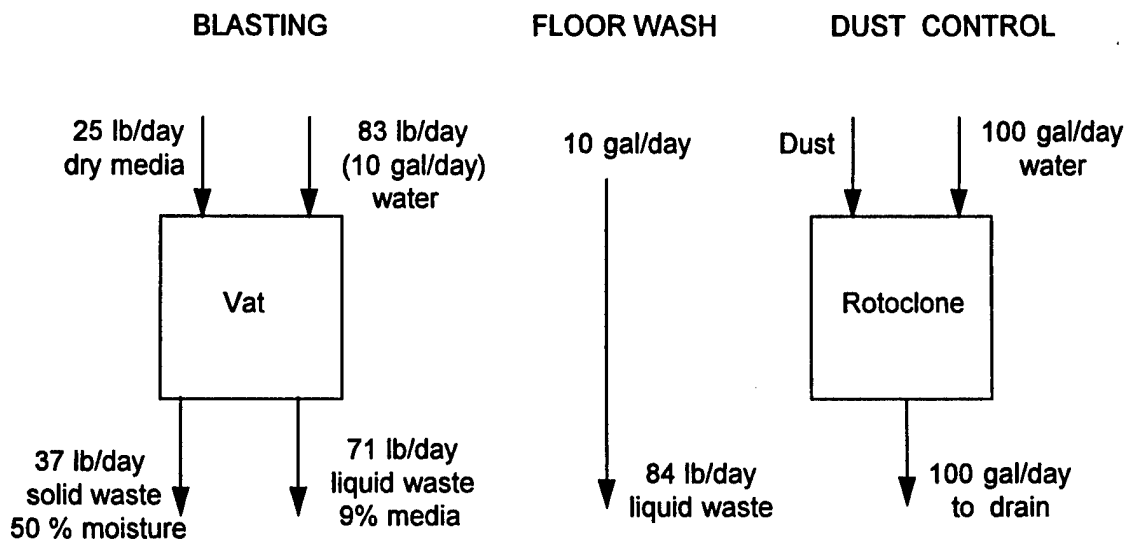 BLASTING
FLOOR WASH
DUST CONTROL
25 lb/day
dry media
83 lb/day
(10 gal/day)
water
10 gal/day
Dust
100 gal/day
water
Vat
Rotoclone
37 lb/day
solid waste
50 % moisture
71 lb/day
liquid waste
9% media
84 lb/day
liquid waste
100 gal/day
to drain